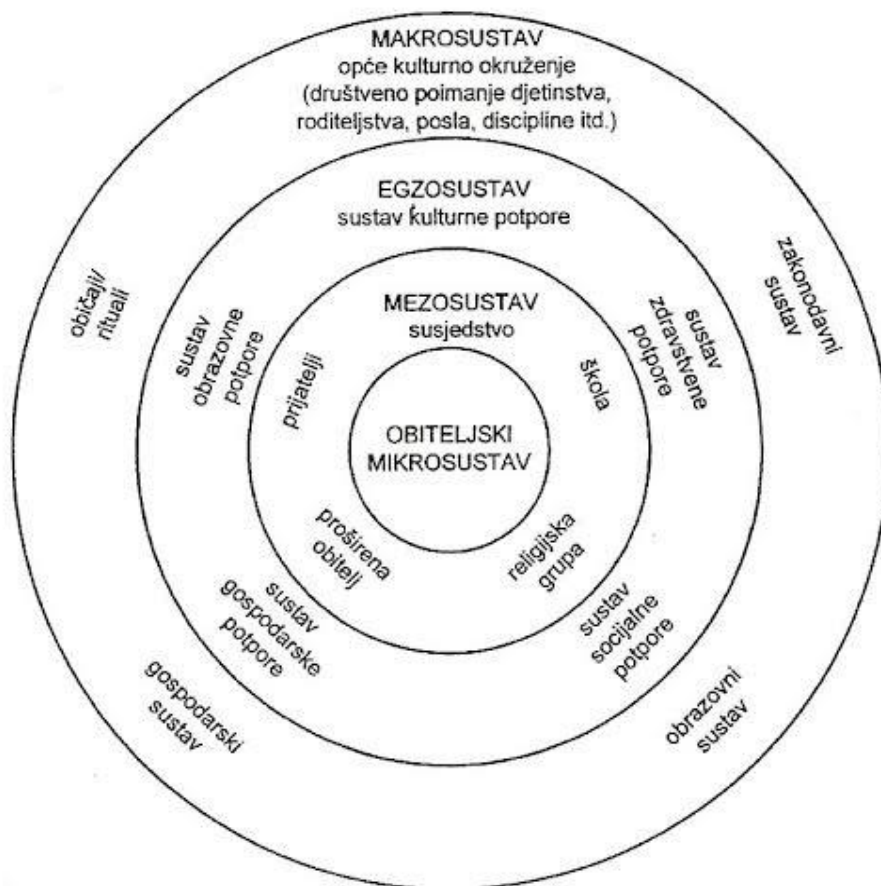 MAKROSUSTAV
opće kulturno okruženje
(društveno poimanje djetinstva,
roditeljstva, posla, discipline itd.)
EGZOSUSTAV
sustav kulturne potpore
MEZOSUSTAV
susjedstvo
OBITELJSKI
MIKROSUSTAV
običaji/
rituali
zakonodavni
sustav
sustav
obrazovne
potpore
sustav
zdravstvene
potpore
prijatelji
škola
proširena
obitelj
religijska
grupa
sustav
gospodarske
potpore
sustav
socijalne
potpore
gospodarski
sustav
obrazovni
sustav